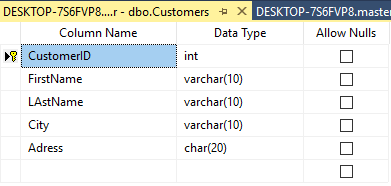 DESKTOP-7S6FVP8....r - dbo.Customers DESKTOP-7S6FVP8.master
Column Name Data Type Allow Nulls
CustomerID int
FirstName varchar(10)
LAstName varchar(10)
City varchar(10)
Adress char(20)